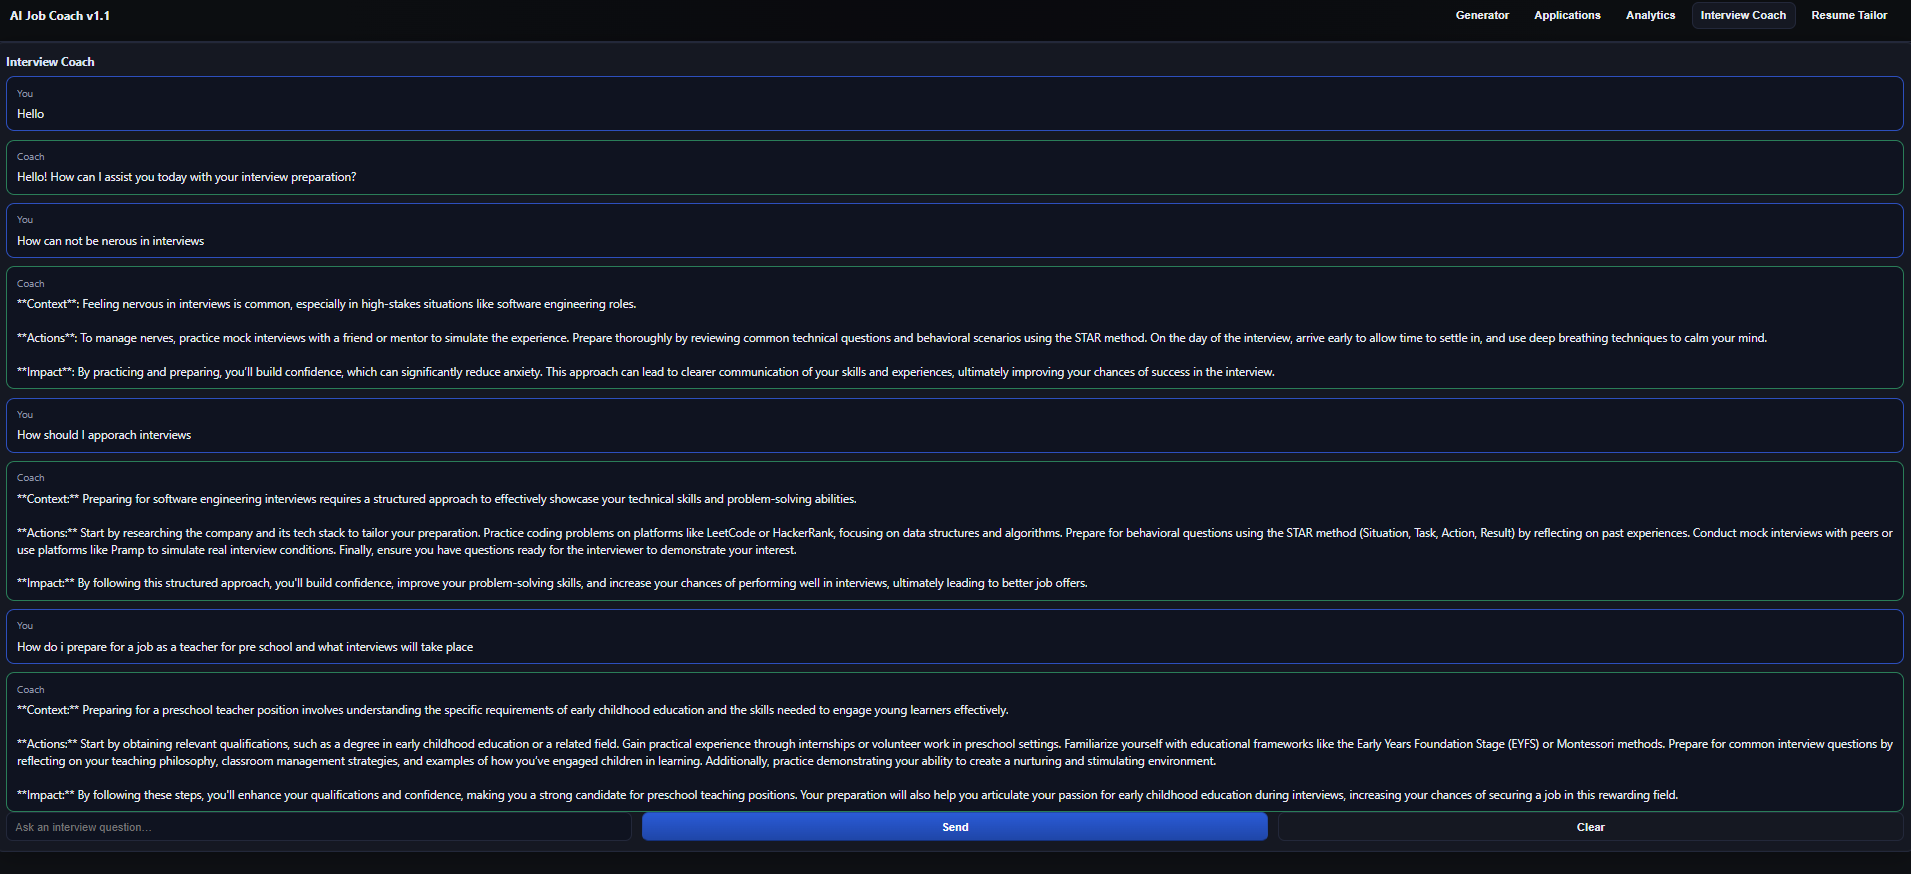 AI Job Coach v1.1
Generator
Applications
Analytics
Interview Coach
Resume Tailor
Interview Coach
You
Hello
Coach
Hello! How can I assist you today with your interview preparation?
You
How can not be nerous in interviews
Coach
**Context**: Feeling nervous in interviews is common, especially in high-stakes situations like software engineering roles.
**Actions**: To manage nerves, practice mock interviews with a friend or mentor to simulate the experience. Prepare thoroughly by reviewing common technical questions and behavioral scenarios using the STAR method. On the day of the interview, arrive early to allow time to settle in, and use deep breathing techniques to calm your mind.
**Impact**: By practicing and preparing, you’ll build confidence, which can significantly reduce anxiety. This approach can lead to clearer communication of your skills and experiences, ultimately improving your chances of success in the interview.
You
How should I apporach interviews
Coach
**Context:** Preparing for software engineering interviews requires a structured approach to effectively showcase your technical skills and problem-solving abilities.
**Actions:** Start by researching the company and its tech stack to tailor your preparation. Practice coding problems on platforms like LeetCode or HackerRank, focusing on data structures and algorithms. Prepare for behavioral questions using the STAR method (Situation, Task, Action, Result) by reflecting on past experiences. Conduct mock interviews with peers or
use platforms like Pramp to simulate real interview conditions. Finally, ensure you have questions ready for the interviewer to demonstrate your interest.
**Impact:** By following this structured approach, you'll build confidence, improve your problem-solving skills, and increase your chances of performing well in interviews, ultimately leading to better job offers.
You
How do i prepare for a job as a teacher for pre school and what interviews will take place
Coach
**Context:** Preparing for a preschool teacher position involves understanding the specific requirements of early childhood education and the skills needed to engage young learners effectively.
**Actions:** Start by obtaining relevant qualifications, such as a degree in early childhood education or a related field. Gain practical experience through internships or volunteer work in preschool settings. Familiarize yourself with educational frameworks like the Early Years Foundation Stage (EYFS) or Montessori methods. Prepare for common interview questions by
reflecting on your teaching philosophy, classroom management strategies, and examples of how you’ve engaged children in learning. Additionally, practice demonstrating your ability to create a nurturing and stimulating environment.
**Impact:** By following these steps, you'll enhance your qualifications and confidence, making you a strong candidate for preschool teaching positions. Your preparation will also help you articulate your passion for early childhood education during interviews, increasing your chances of securing a job in this rewarding field.
Ask an interview question...
Send
Clear